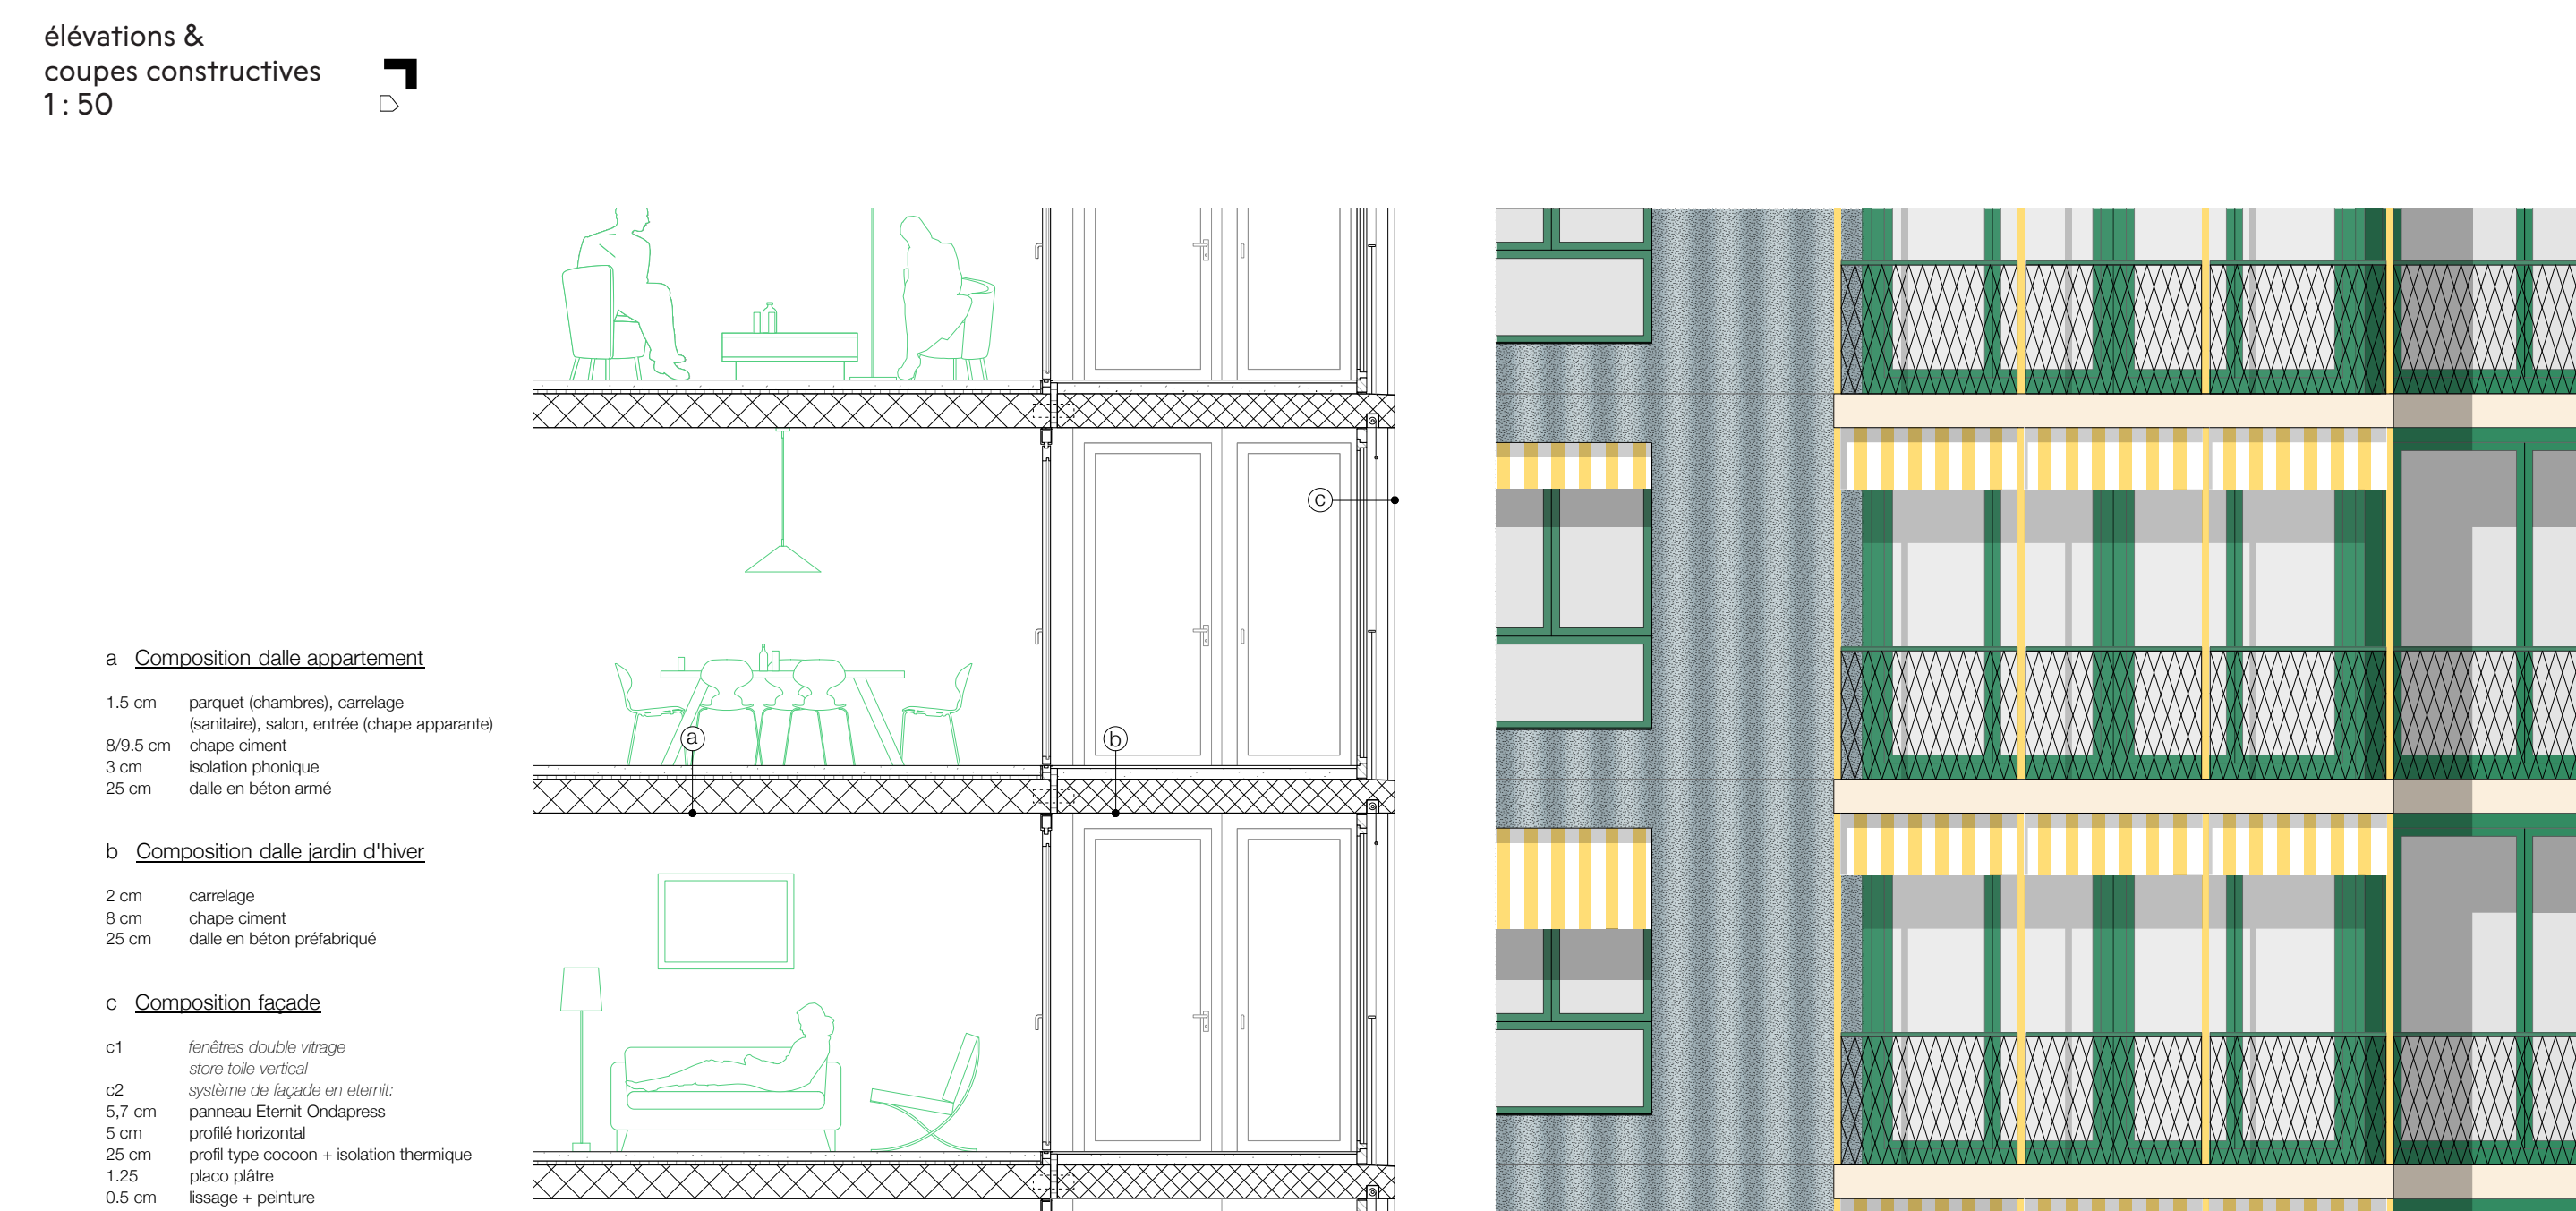 élévations &
coupes constructives
1 : 50
a Composition dalle appartement
1.5 cm parquet (chambres), carrelage
(sanitaire), salon, entrée (chape apparante)
8/9.5 cm chape ciment
3 cm isolation phonique
25 cm dalle en béton armé
b Composition dalle jardin d'hiver
2 cm carrelage
8 cm chape ciment
25 cm dalle en béton préfabriqué
c Composition façade
c1 fenêtres double vitrage
store toile vertical
c2 système de façade en eternit:
5,7 cm panneau Eternit Ondapress
5 cm profilé horizontal
25 cm profil type cocoon + isolation thermique
1.25 placo plâtre
0.5 cm lissage + peinture
c
a
b